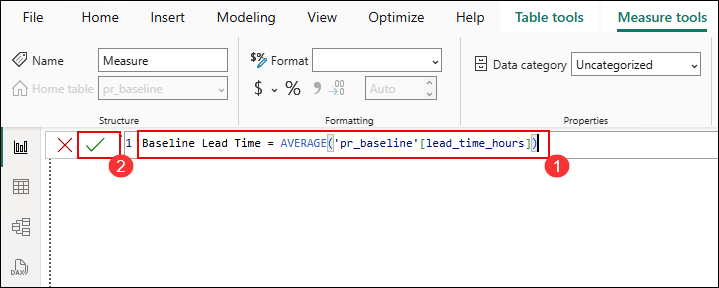 File Home Insert Modeling View Optimize Help Table tools Measure tools
Name Measure Format Data category Uncategorized
Home table pr_baseline $ % Auto
Structure Formatting Properties
1 Baseline Lead Time = AVERAGE('pr_baseline'[lead_time_hours])
2 1
DAX